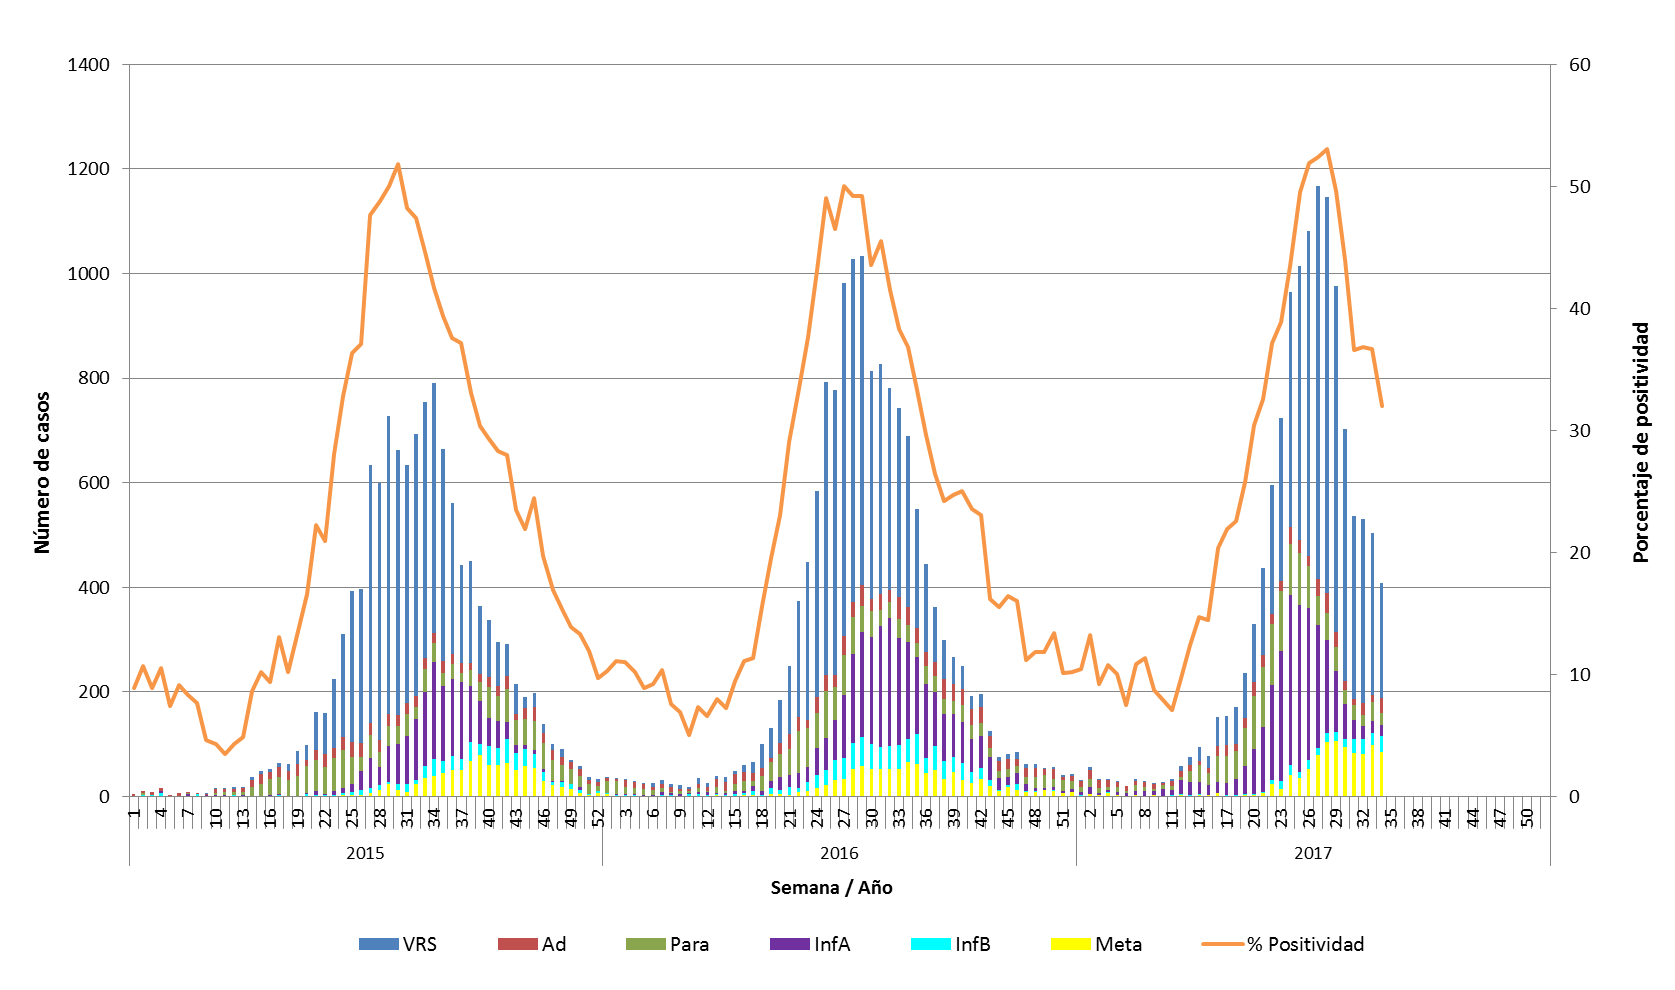 1400
1200
1000
800
600
400
200
0
Número de casos
60
50
40
30
20
10
0
Porcentaje de positividad
1 4 7 10 13 16 19 22 25 28 31 34 37 40 43 46 49 52 3 6 9 12 15 18 21 24 27 30 33 36 39 42 45 48 51 2 5 8 11 14 17 20 23 26 29 32 35 38 41 44 47 50
2015 2016 2017
Semana / Año
VRS Ad Para InfA InfB Meta % Positividad